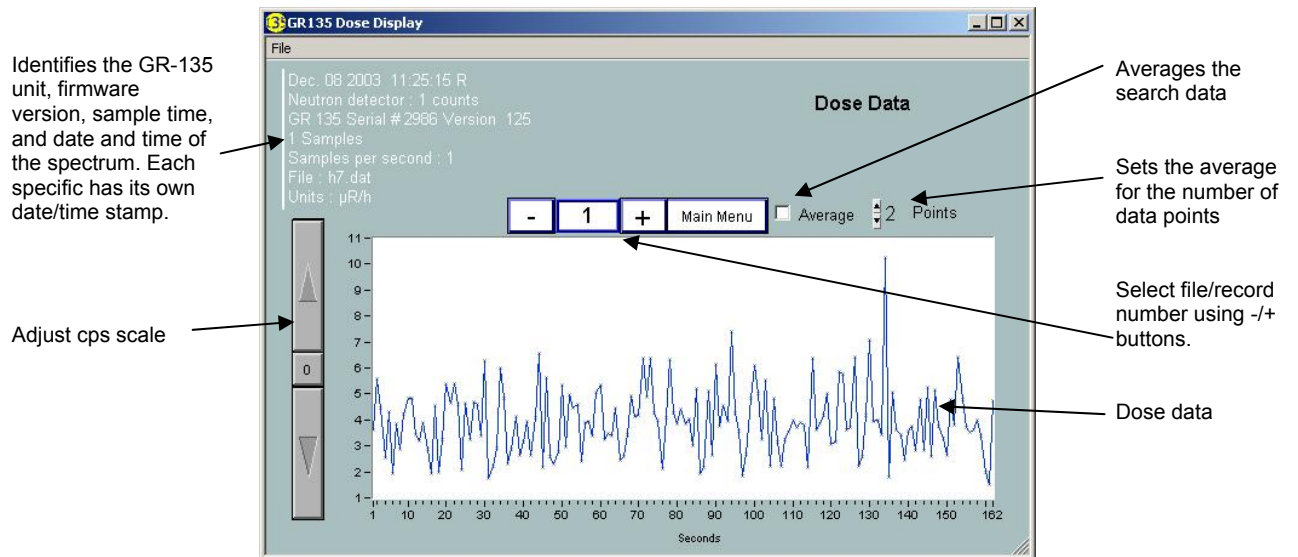 GR135 Dose Display
File
Identifies the GR-135
unit, firmware
version, sample time,
and date and time of
the spectrum. Each
specific has its own
date/time stamp.
Dec. 08 2003 11:25:15 R
Neutron detector : 1 counts
GR 135 Serial # 2986 Version 125
1 Samples
Samples per second : 1
File : h7.dat
Units : µR/h
Dose Data
Averages the
search data
Sets the average
for the number of
data points
- 1 + Main Menu Average 2 Points
Select file/record
number using -/+
buttons.
Adjust cps scale
0
Dose data
11
10
9
8
7
6
5
4
3
2
1
1 10 20 30 40 50 60 70 80 90 100 110 120 130 140 150 162
Seconds